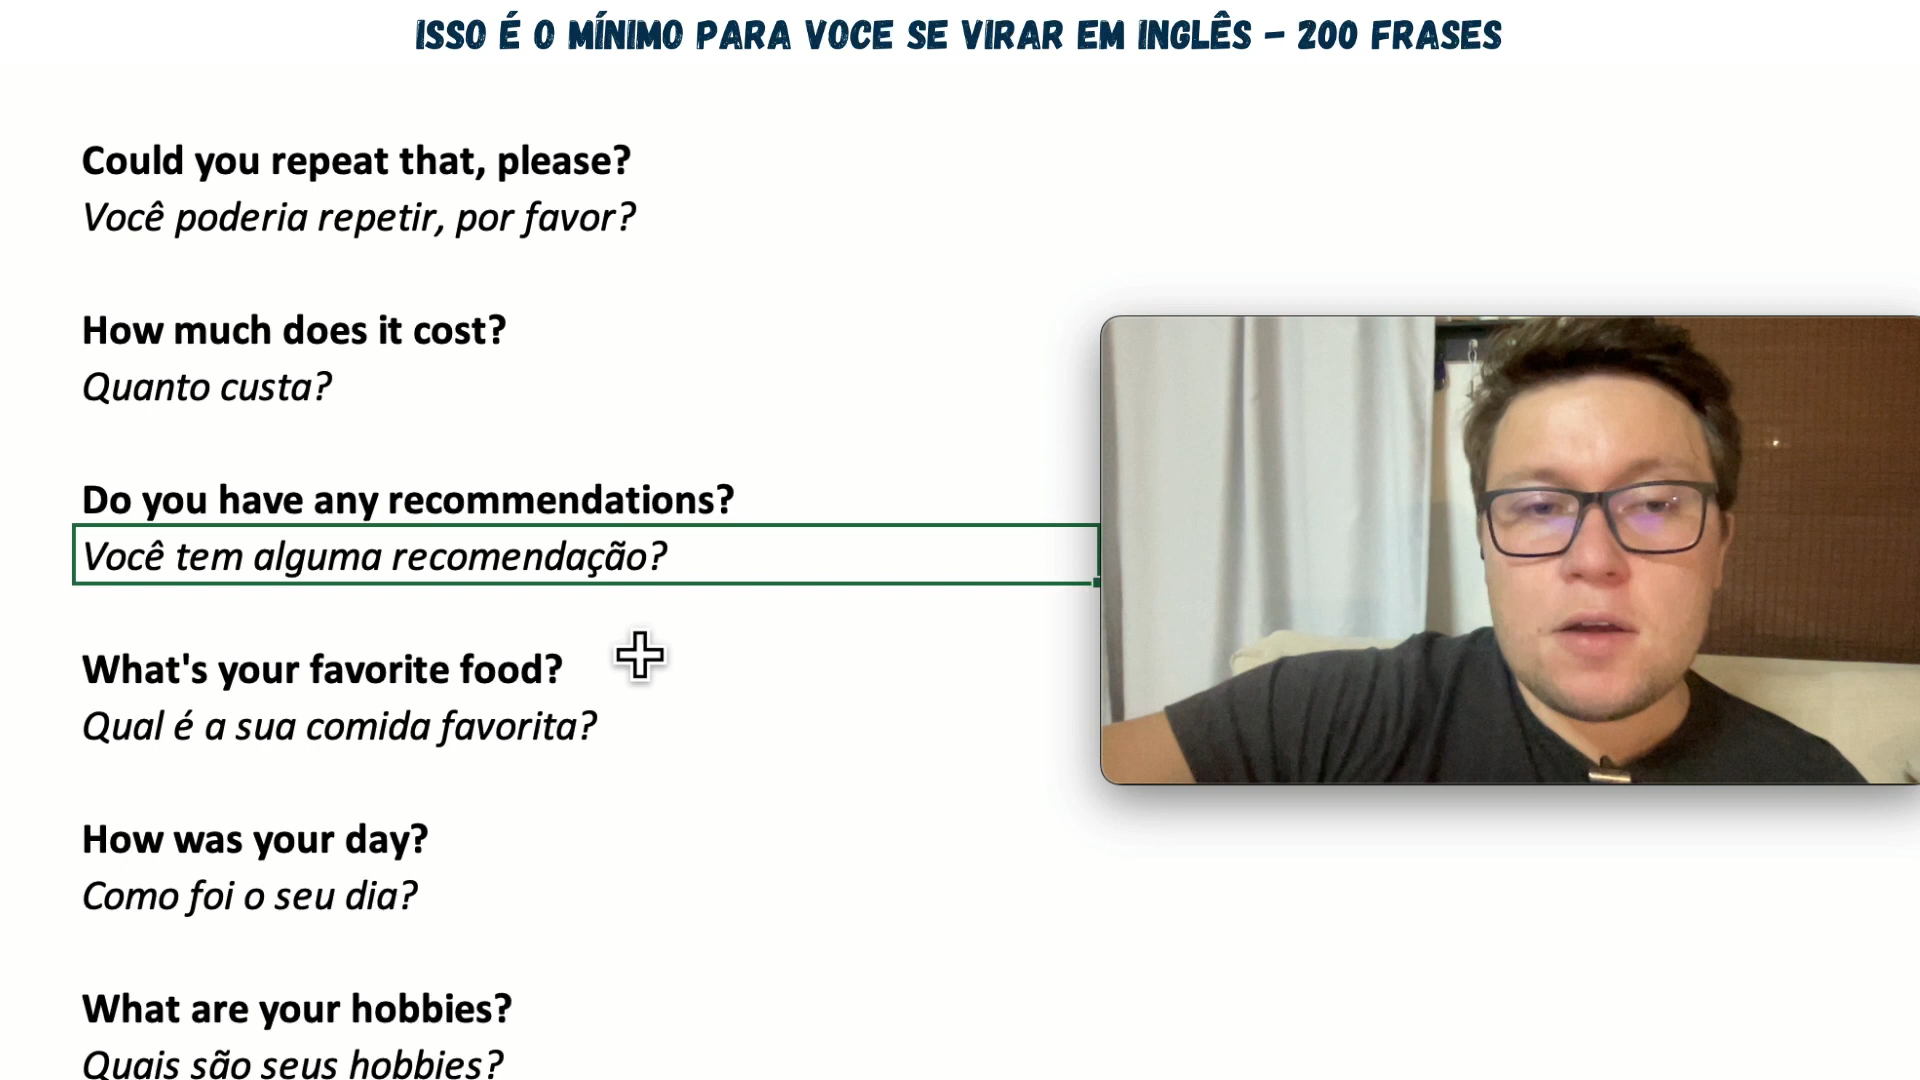 ISSO É O MÍNIMO PARA VOCE SE VIRAR EM INGLÊS – 200 FRASES
Could you repeat that, please?
Você poderia repetir, por favor?
How much does it cost?
Quanto custa?
Do you have any recommendations?
Você tem alguma recomendação?
What's your favorite food?
Qual é a sua comida favorita?
How was your day?
Como foi o seu dia?
What are your hobbies?
Quais são seus hobbies?